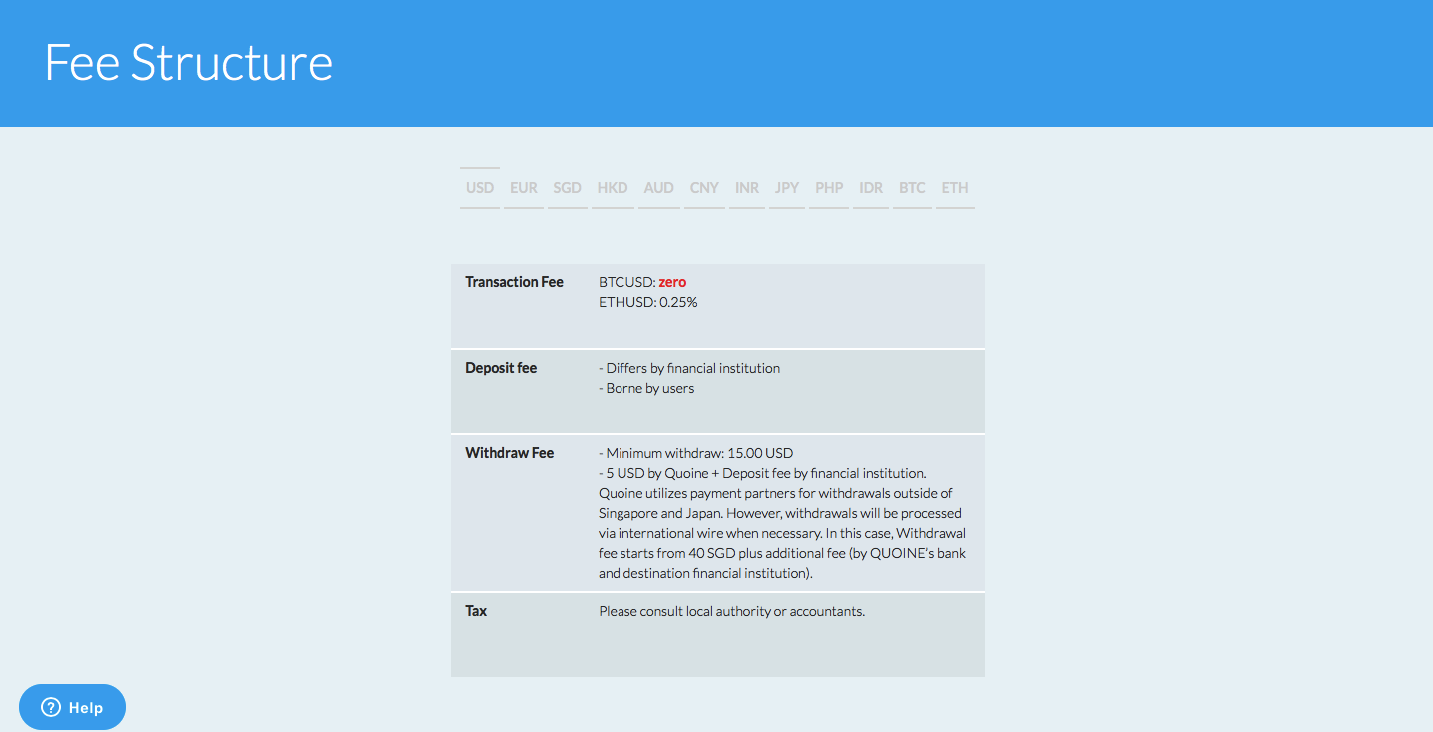 Fee Structure
USD EUR SGD HKD AUD CNY INR JPY PHP IDR BTC ETH
Transaction Fee
BTCUSD: zero
ETHUSD: 0.25%
Deposit fee
- Differs by financial institution
- Borne by users
Withdraw Fee
- Minimum withdraw: 15.00 USD
- 5 USD by Quoine + Deposit fee by financial institution.
Quoine utilizes payment partners for withdrawals outside of
Singapore and Japan. However, withdrawals will be processed
via international wire when necessary. In this case, Withdrawal
fee starts from 40 SGD plus additional fee (by QUOINE's bank
and destination financial institution).
Tax
Please consult local authority or accountants.
? Help